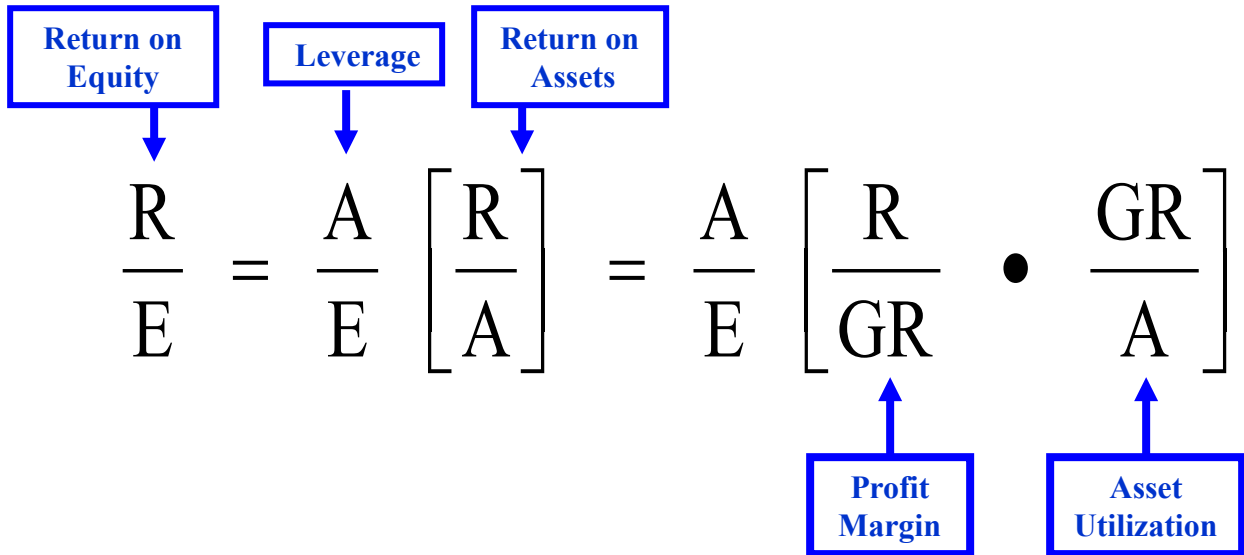 Return on
Equity
Leverage
Return on
Assets
R/E = A/E [R/A] = A/E [R/GR • GR/A]
Profit
Margin
Asset
Utilization